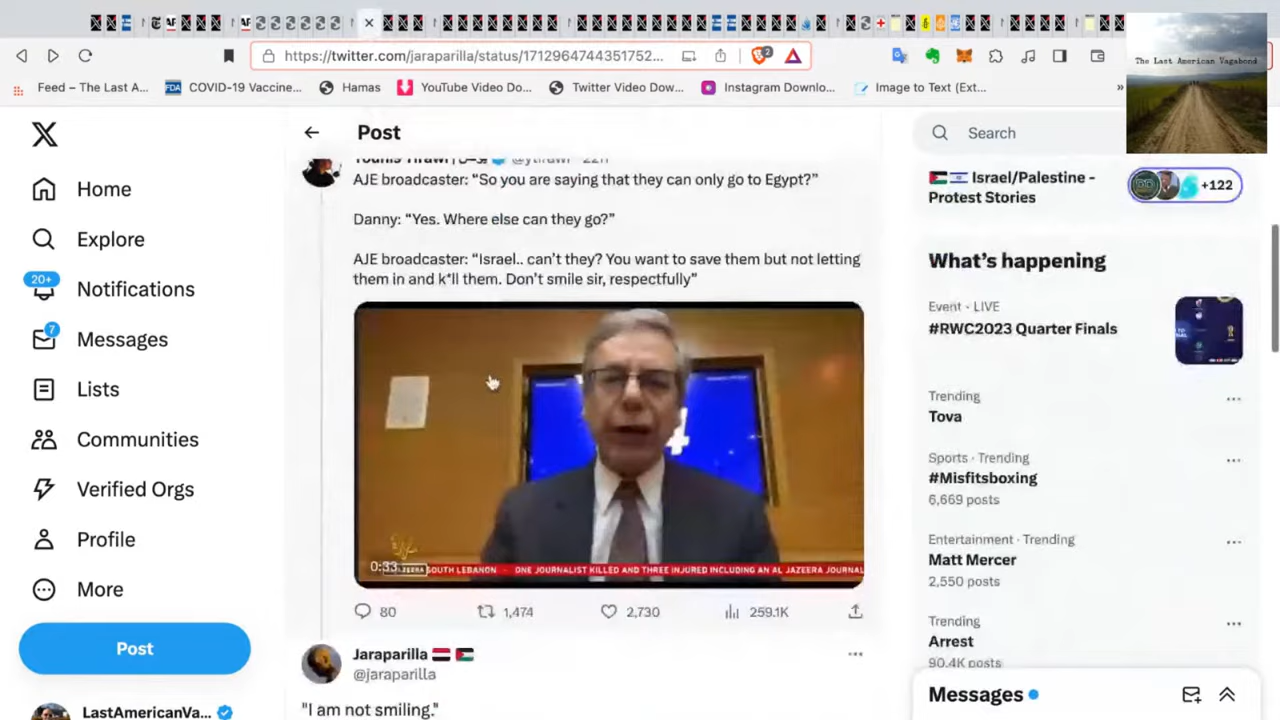 https://twitter.com/jaraparilla/status/1712964744351752...
2
Feed – The Last A...
COVID-19 Vaccine...
Hamas
YouTube Video Do...
Twitter Video Dow...
Instagram Downlo...
Image to Text (Ext...
»
The Last American Vagabond
Home
Explore
20+
Notifications
7
Messages
Lists
Communities
Verified Orgs
Profile
More
Post
LastAmericanVa...
Post
AJE broadcaster: “So you are saying that they can only go to Egypt?”
Danny: “Yes. Where else can they go?”
AJE broadcaster: “Israel.. can’t they? You want to save them but not letting
them in and k*ll them. Don’t smile sir, respectfully”
0:33
SOUTH LEBANON - ONE JOURNALIST KILLED AND THREE INJURED INCLUDING AN AL JAZEERA JOURNAL
80
1,474
2,730
259.1K
Jaraparilla
@jaraparilla
"I am not smiling."
Search
Israel/Palestine -
Protest Stories
+122
What’s happening
Event · LIVE
#RWC2023 Quarter Finals
Trending
Tova
Sports · Trending
#Misfitsboxing
6,669 posts
Entertainment · Trending
Matt Mercer
2,550 posts
Trending
Arrest
90.4K posts
Messages